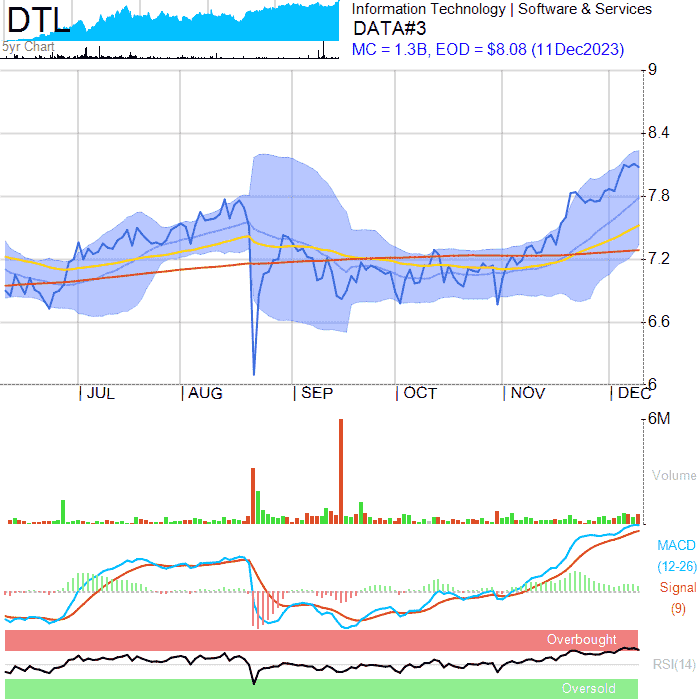 DTL
5yr Chart
Information Technology | Software & Services
DATA#3
MC = 1.3B, EOD = $8.08 (11Dec2023)
9
8.4
7.8
7.2
6.6
6
JUL
AUG
SEP
OCT
NOV
DEC
6M
Volume
MACD
(12-26)
Signal
(9)
Overbought
RSI(14)
Oversold